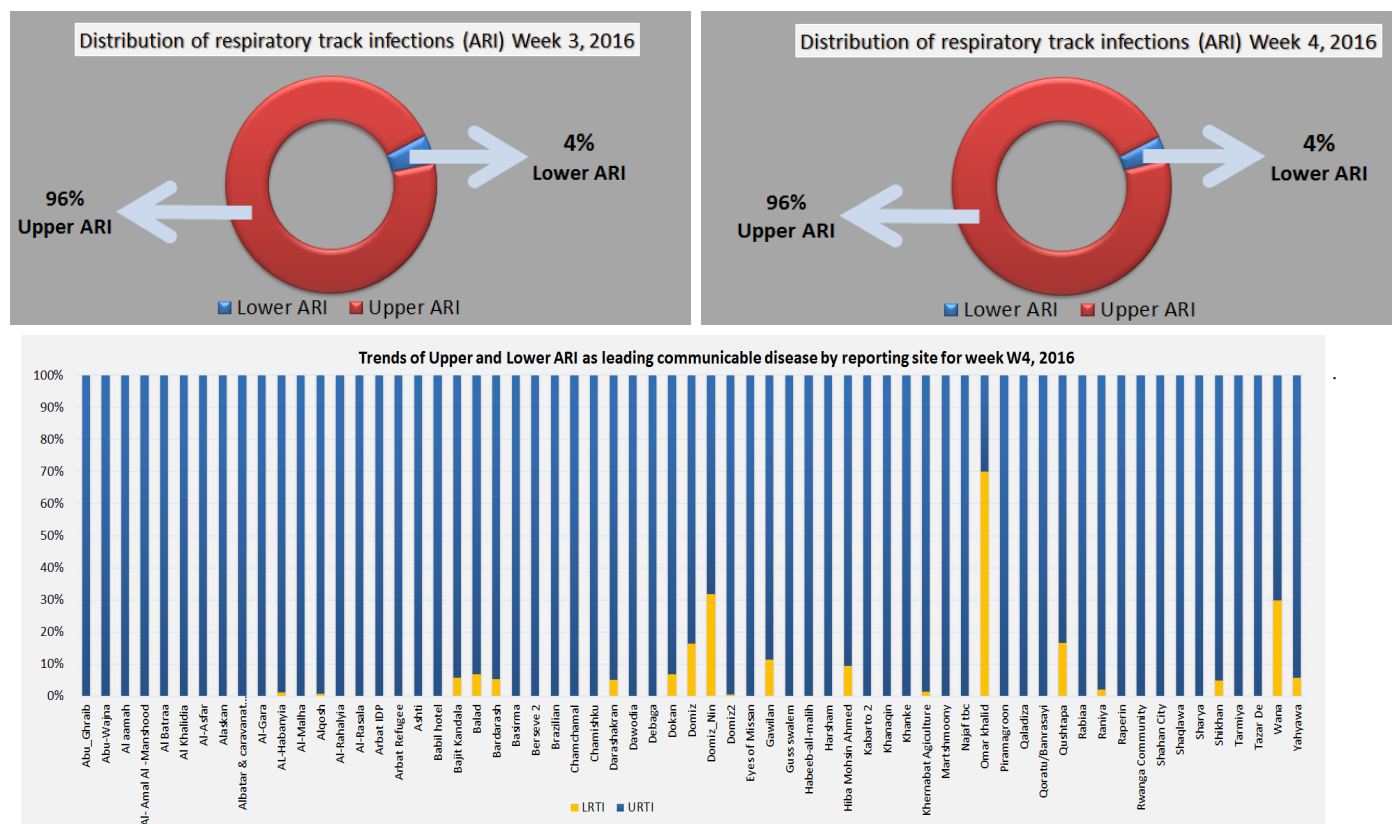 Distribution of respiratory track infections (ARI) Week 3, 2016
4%
Lower ARI
96%
Upper ARI
Lower ARI Upper ARI
Distribution of respiratory track infections (ARI) Week 4, 2016
4%
Lower ARI
96%
Upper ARI
Lower ARI Upper ARI
Trends of Upper and Lower ARI as leading communicable disease by reporting site for week W4, 2016
100%
90%
80%
70%
60%
50%
40%
30%
20%
10%
0%
Abu_Ghraib
Abu-Wajna
Al aamah
Al- Amal Al -Manshood
Al Batraa
Al Khalidia
Al-Asfar
Alaskan
Albatar & caravanat...
Al-Gara
AL-Habanyia
Al-Malha
Alqosh
Al-Rahalyia
Al-Rasala
Arbat IDP
Arbat Refugee
Ashti
Babil hotel
Bajit Kandala
Balad
Bardarash
Basirma
Berseve 2
Brazilian
Chamchamal
Chamishku
Darashakran
Dawodia
Debaga
Dokan
Domiz
Domiz_Nin
Domiz2
Eyes of Missan
Gawilan
Guss swalem
Habeeb-all-malih
Harsham
Hiba Mohsin Ahmed
Kabarto 2
Khanaqin
Khanke
Khernabat Agiculture
Martshmoony
Najaf tbc
Omar khalid
Piramagroon
Qaladiza
Qoratu/Banrasayi
Qushtapa
Rabiaa
Raniya
Raperin
Rwanga Community
Shahan City
Shaqlawa
Sharya
Shikhan
Tarmiya
Tazar De
Wana
Yahyawa
LRTI URTI
.